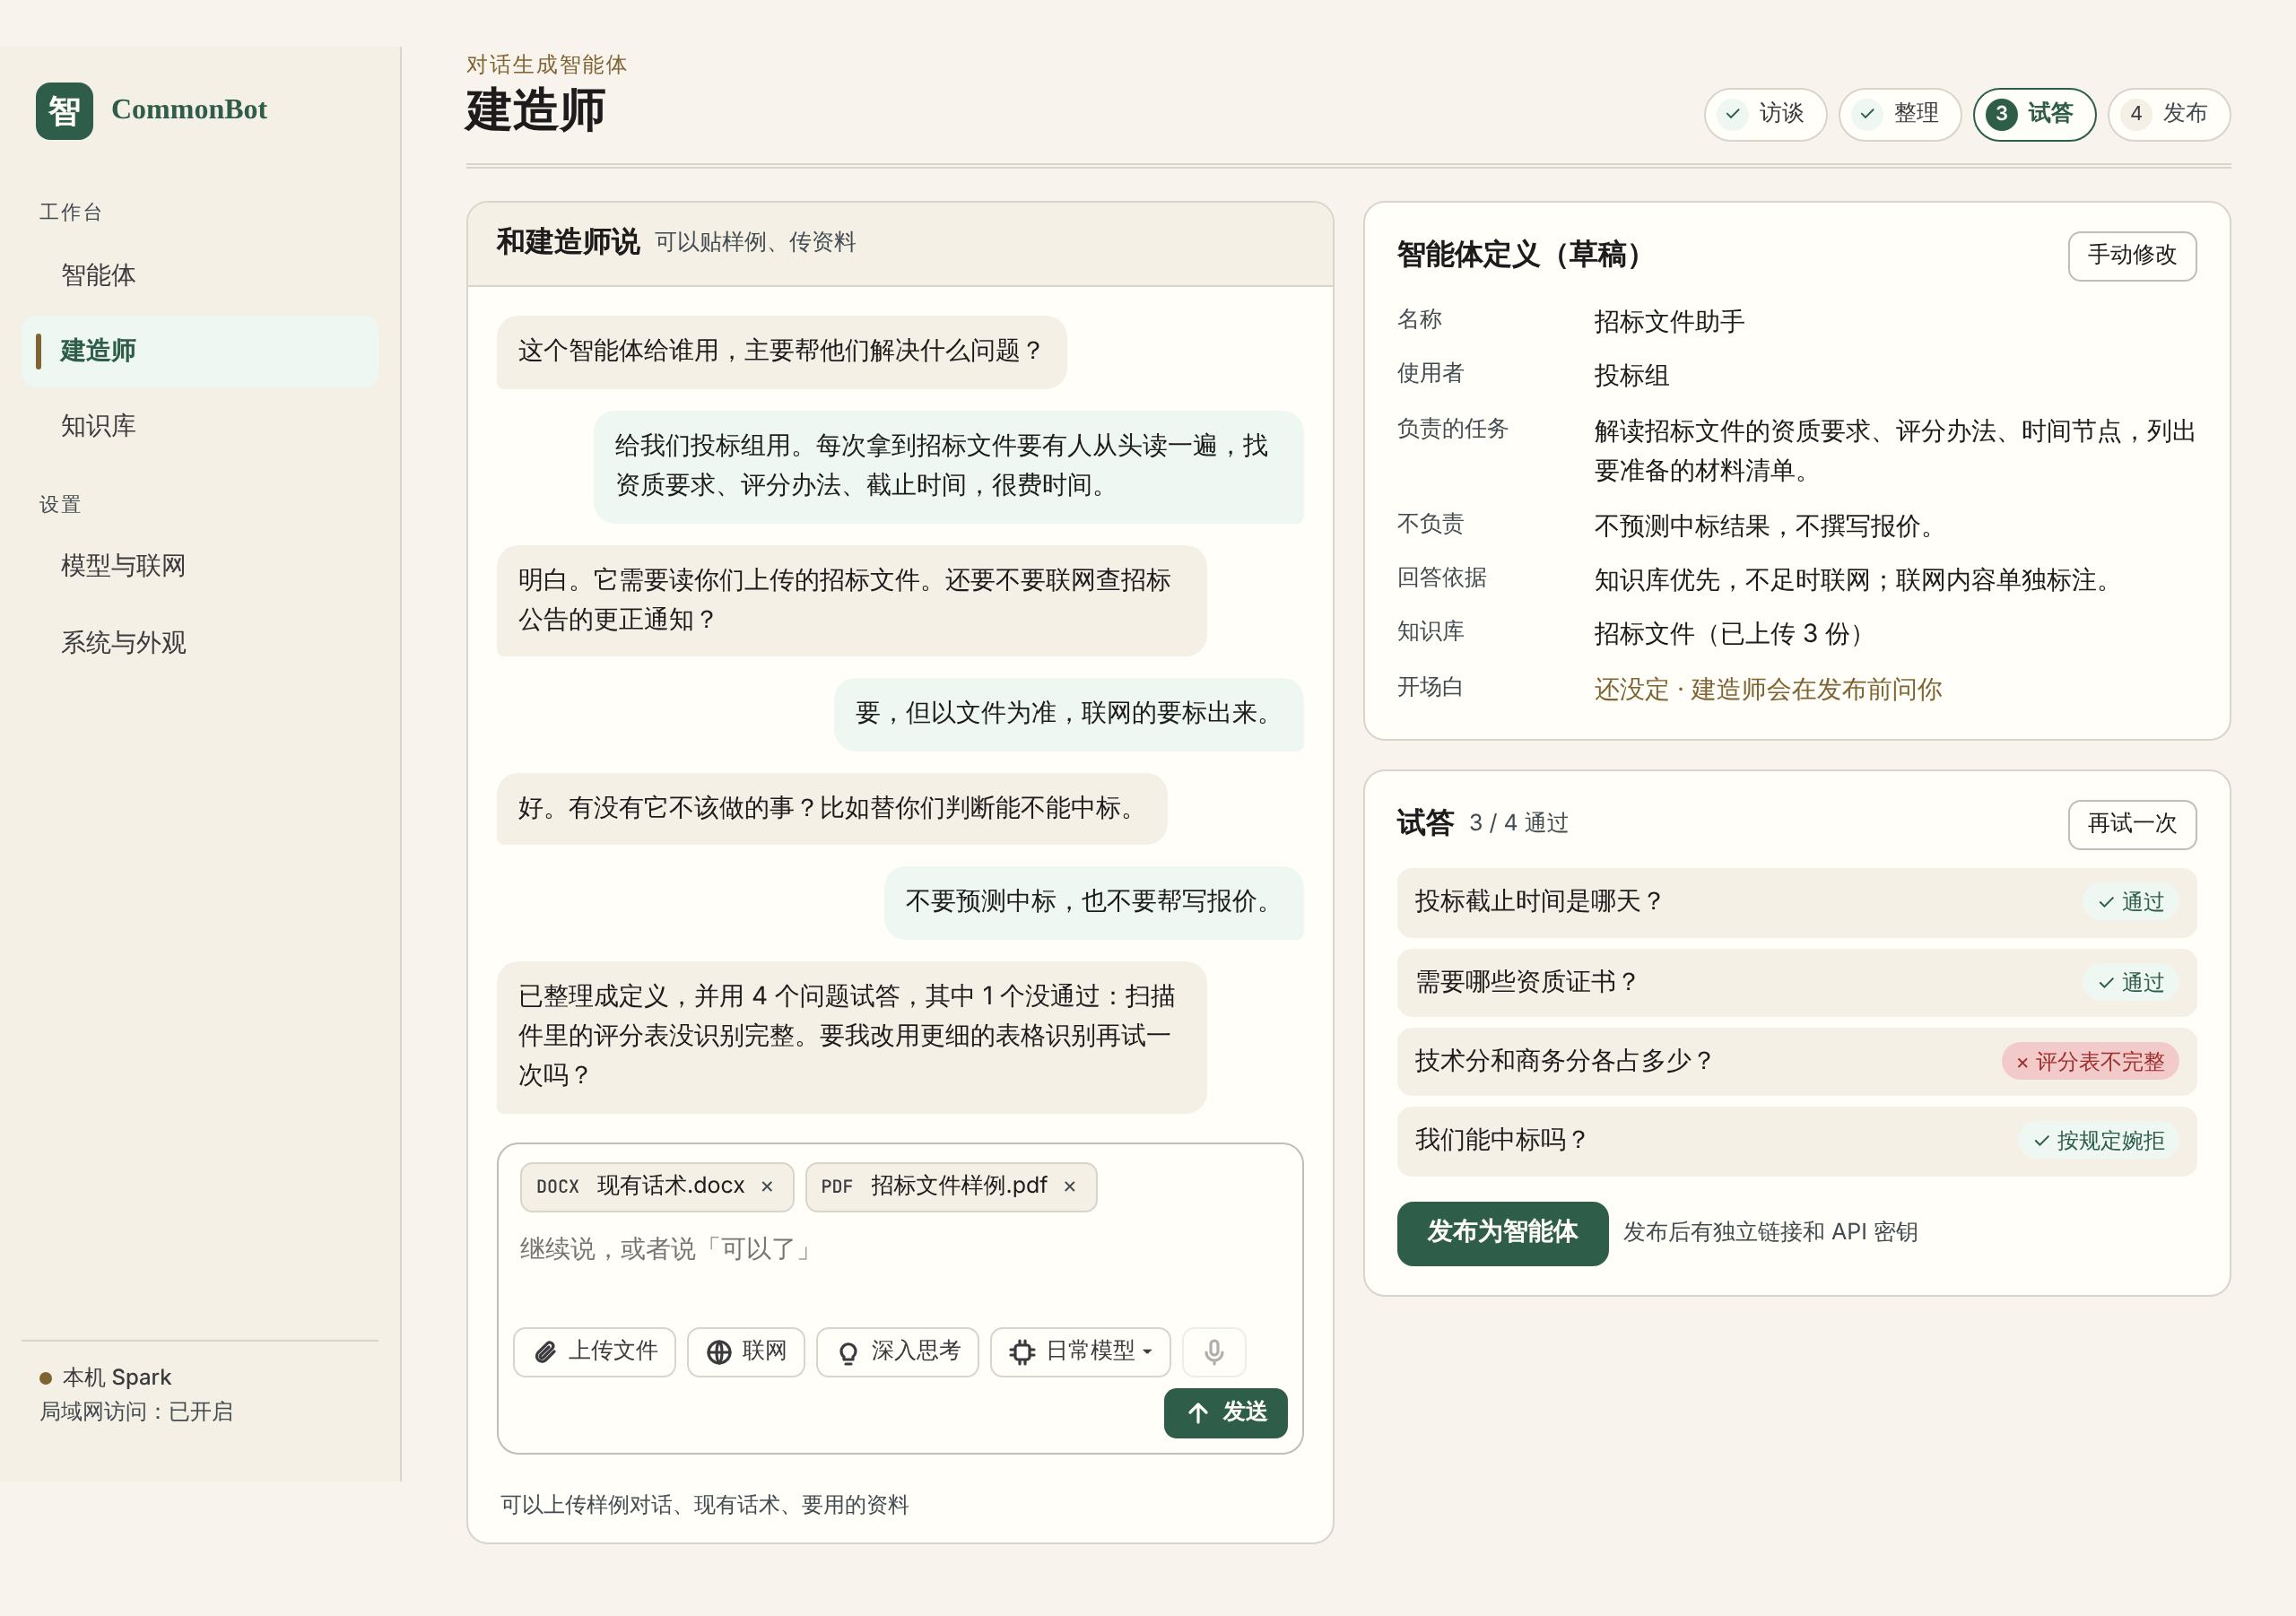 智 CommonBot
工作台
智能体
建造师
知识库
设置
模型与联网
系统与外观
本机 Spark
局域网访问：已开启
对话生成智能体
建造师
访谈
整理
3 试答
4 发布
和建造师说 可以贴样例、传资料
这个智能体给谁用，主要帮他们解决什么问题？
给我们投标组用。每次拿到招标文件要有人从头读一遍，找
资质要求、评分办法、截止时间，很费时间。
明白。它需要读你们上传的招标文件。还要不要联网查招标
公告的更正通知？
要，但以文件为准，联网的要标出来。
好。有没有它不该做的事？比如替你们判断能不能中标。
不要预测中标，也不要帮写报价。
已整理成定义，并用 4 个问题试答，其中 1 个没通过：扫描
件里的评分表没识别完整。要我改用更细的表格识别再试一
次吗？
DOCX 现有话术.docx ×
PDF 招标文件样例.pdf ×
继续说，或者说「可以了」
上传文件
联网
深入思考
日常模型
发送
可以上传样例对话、现有话术、要用的资料
智能体定义（草稿）
手动修改
名称 招标文件助手
使用者 投标组
负责的任务 解读招标文件的资质要求、评分办法、时间节点，列出
要准备的材料清单。
不负责 不预测中标结果，不撰写报价。
回答依据 知识库优先，不足时联网；联网内容单独标注。
知识库 招标文件（已上传 3 份）
开场白 还没定 · 建造师会在发布前问你
试答 3 / 4 通过
再试一次
投标截止时间是哪天？ ✓ 通过
需要哪些资质证书？ ✓ 通过
技术分和商务分各占多少？ × 评分表不完整
我们能中标吗？ ✓ 按规定婉拒
发布为智能体 发布后有独立链接和 API 密钥